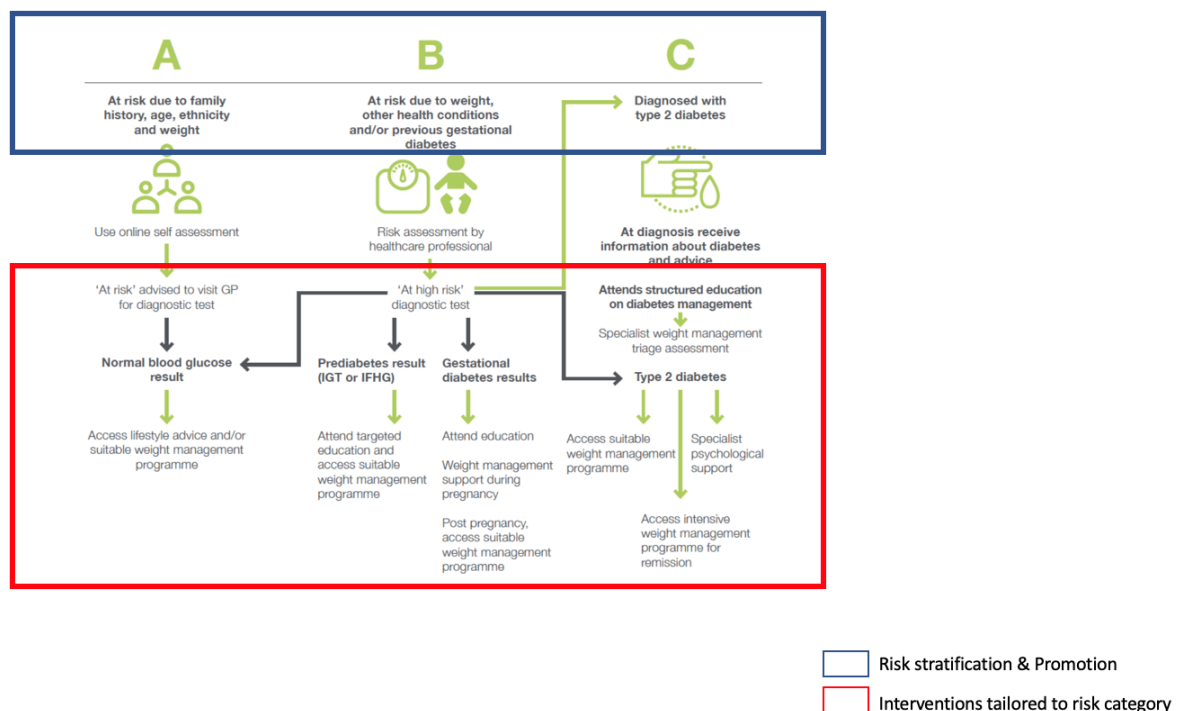 A
B
C
At risk due to family
history, age, ethnicity
and weight
At risk due to weight,
other health conditions
and/or previous gestational
diabetes
Diagnosed with
type 2 diabetes
Use online self assessment
Risk assessment by
healthcare professional
At diagnosis receive
information about diabetes
and advice
‘At risk’ advised to visit GP
for diagnostic test
‘At high risk’
diagnostic test
Attends structured education
on diabetes management
Specialist weight management
triage assessment
Normal blood glucose
result
Prediabetes result
(IGT or IFHG)
Gestational
diabetes results
Type 2 diabetes
Access lifestyle advice and/or
suitable weight management
programme
Attend targeted
education and
access suitable
weight management
programme
Attend education
Weight management
support during
pregnancy
Post pregnancy,
access suitable
weight management
programme
Access suitable
weight management
programme
Specialist
psychological
support
Access intensive
weight management
programme for
remission
Risk stratification & Promotion
Interventions tailored to risk category